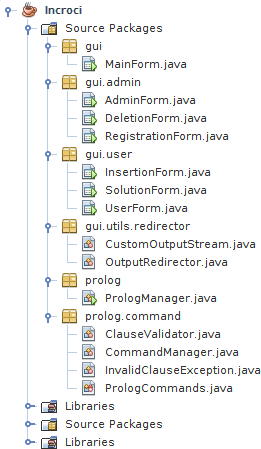 Incroci
Source Packages
gui
MainForm.java
gui.admin
AdminForm.java
DeletionForm.java
RegistrationForm.java
gui.user
InsertionForm.java
SolutionForm.java
UserForm.java
gui.utils.redirector
CustomOutputStream.java
OutputRedirector.java
prolog
PrologManager.java
prolog.command
ClauseValidator.java
CommandManager.java
InvalidClauseException.java
PrologCommands.java
Libraries
Source Packages
Libraries